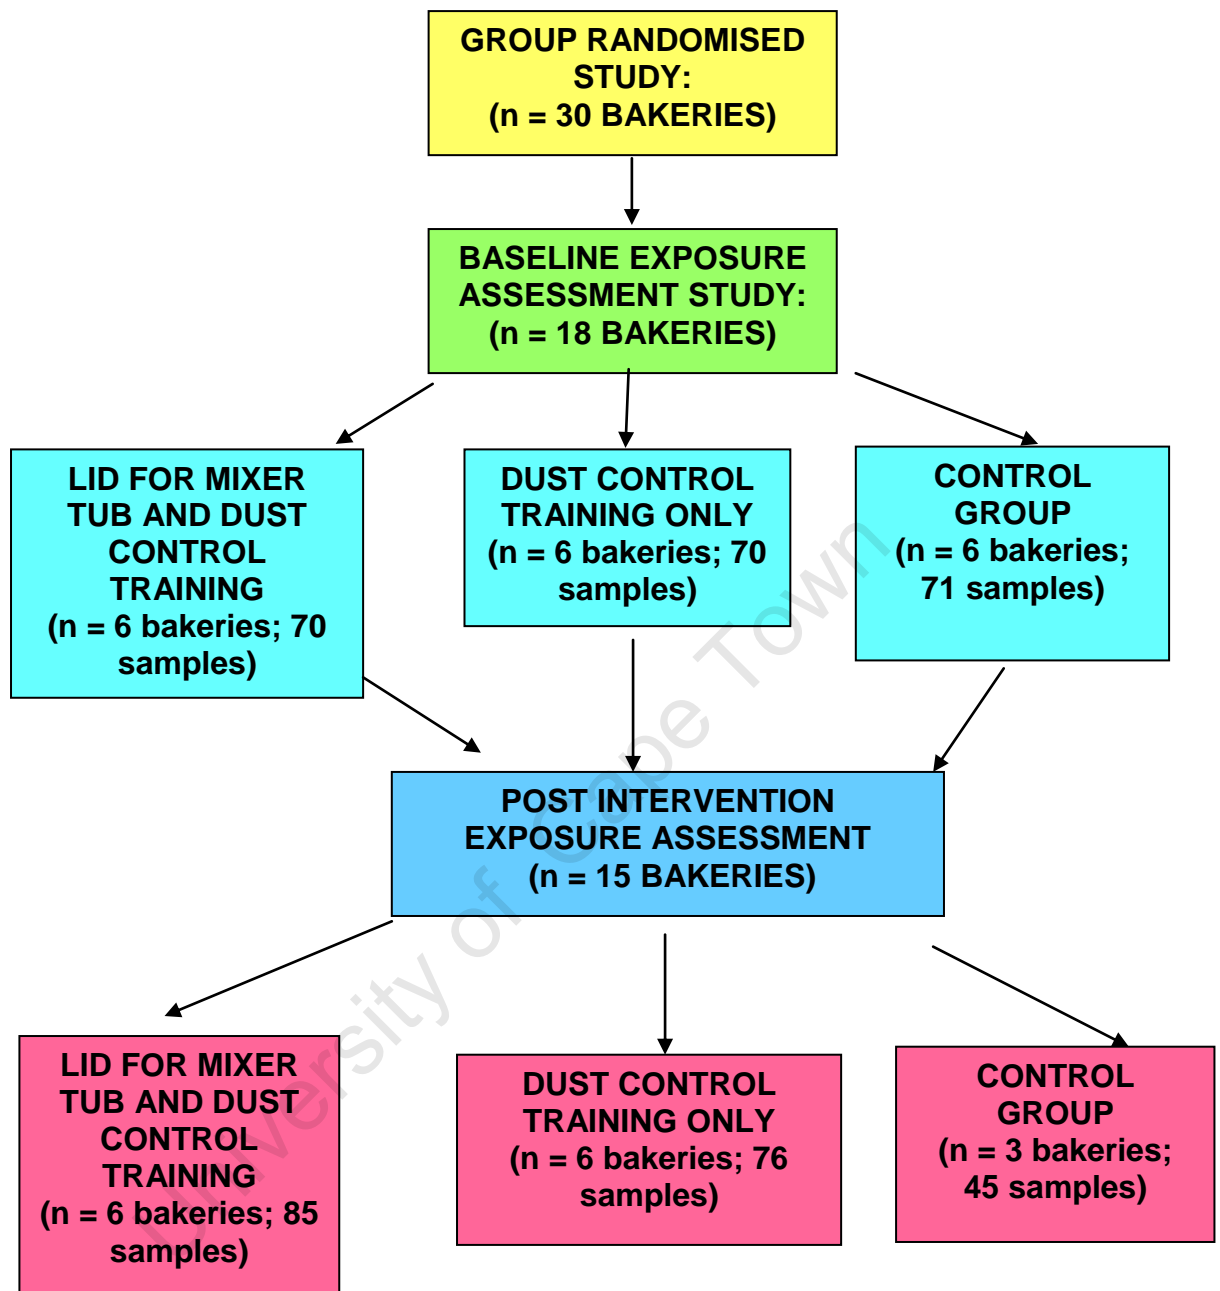 GROUP RANDOMISED
STUDY:
(n = 30 BAKERIES)
BASELINE EXPOSURE
ASSESSMENT STUDY:
(n = 18 BAKERIES)
LID FOR MIXER
TUB AND DUST
CONTROL
TRAINING
(n = 6 bakeries; 70
samples)
DUST CONTROL
TRAINING ONLY
(n = 6 bakeries; 70
samples)
CONTROL
GROUP
(n = 6 bakeries;
71 samples)
POST INTERVENTION
EXPOSURE ASSESSMENT
(n = 15 BAKERIES)
LID FOR MIXER
TUB AND DUST
CONTROL
TRAINING
(n = 6 bakeries; 85
samples)
DUST CONTROL
TRAINING ONLY
(n = 6 bakeries; 76
samples)
CONTROL
GROUP
(n = 3 bakeries;
45 samples)
University of Cape Town